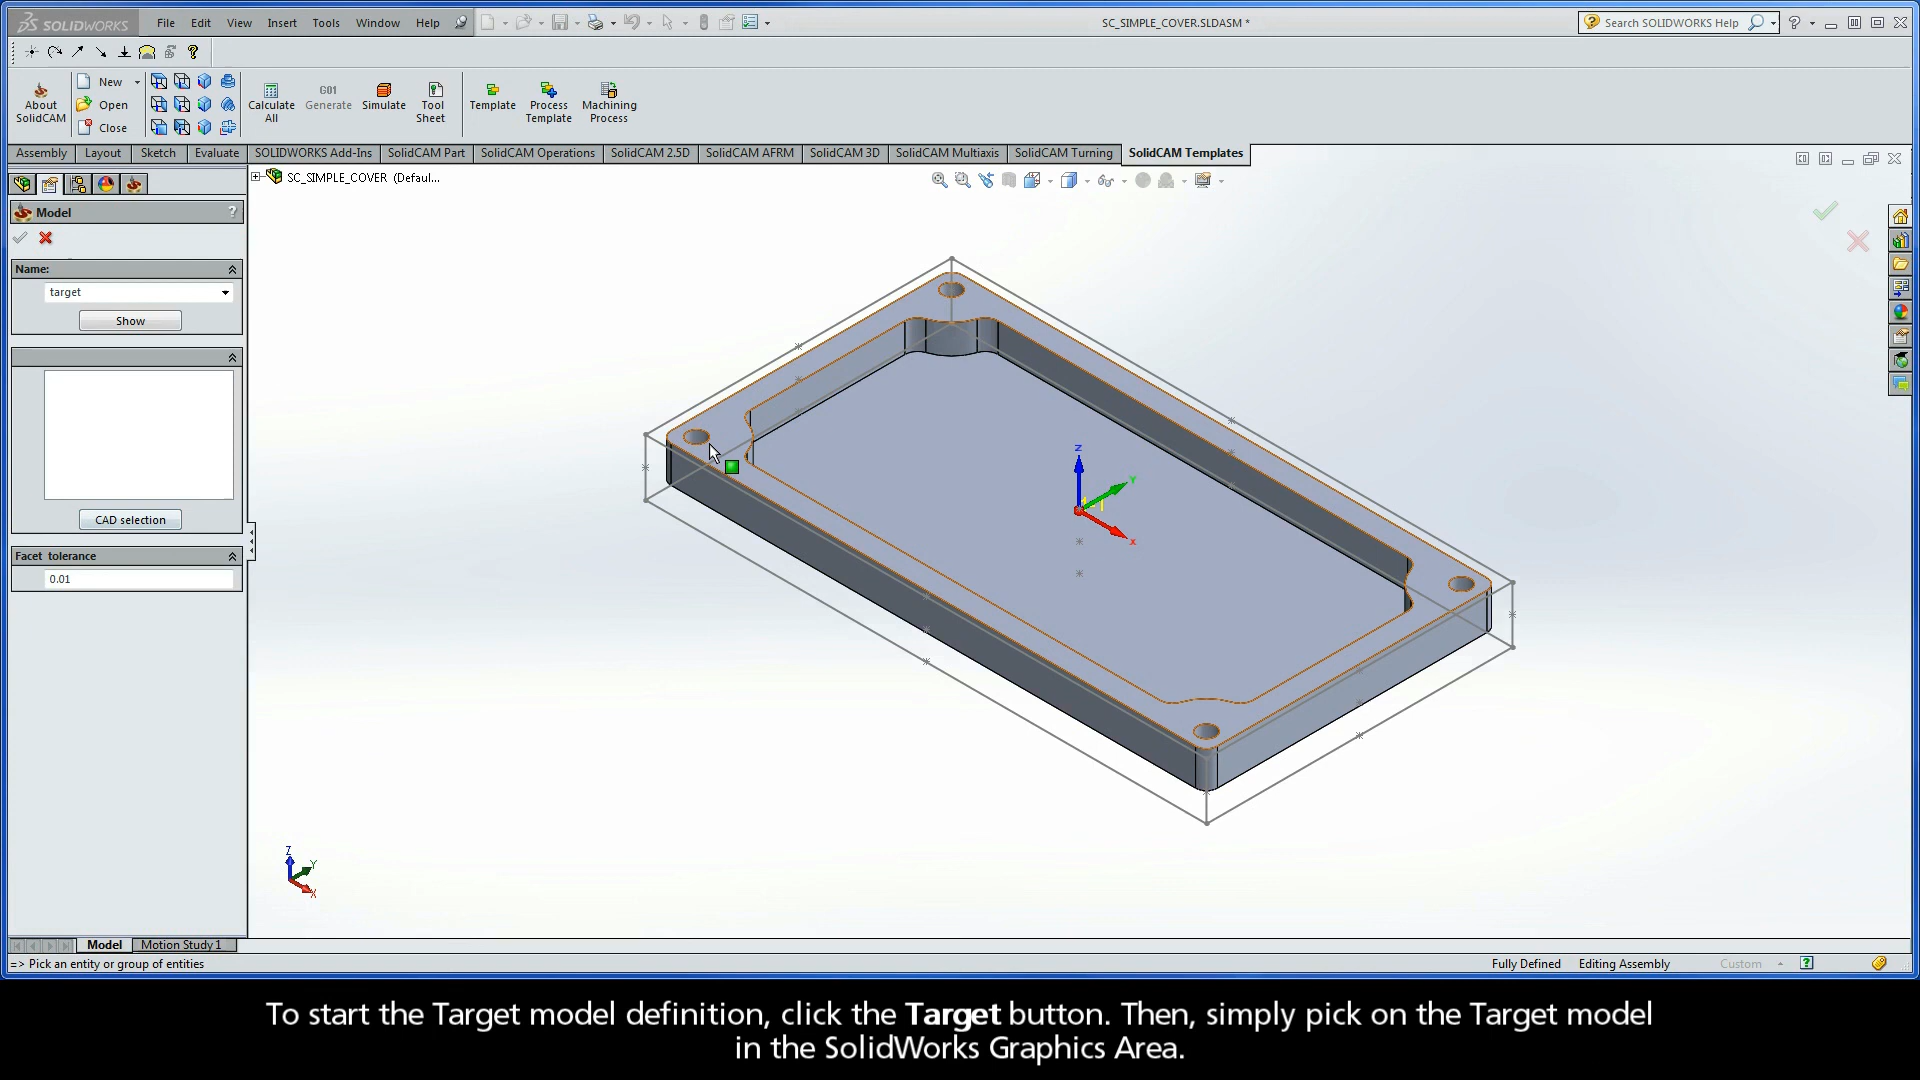 SOLIDWORKS File Edit View Insert Tools Window Help SC_SIMPLE_COVER.SLDASM * Search SOLIDWORKS Help
About SolidCAM
New
Open
Close
Calculate All
G01 Generate
Simulate
Tool Sheet
Template
Process Template
Machining Process
Assembly Layout Sketch Evaluate SOLIDWORKS Add-Ins SolidCAM Part SolidCAM Operations SolidCAM 2.5D SolidCAM AFRM SolidCAM 3D SolidCAM Multiaxis SolidCAM Turning SolidCAM Templates
SC_SIMPLE_COVER (Defaul...
Model ?
Name:
target
Show
CAD selection
Facet tolerance
0.01
Z
Y
X
Z
Y
X
Model Motion Study 1
=> Pick an entity or group of entities Fully Defined Editing Assembly Custom
To start the Target model definition, click the Target button. Then, simply pick on the Target model
in the SolidWorks Graphics Area.